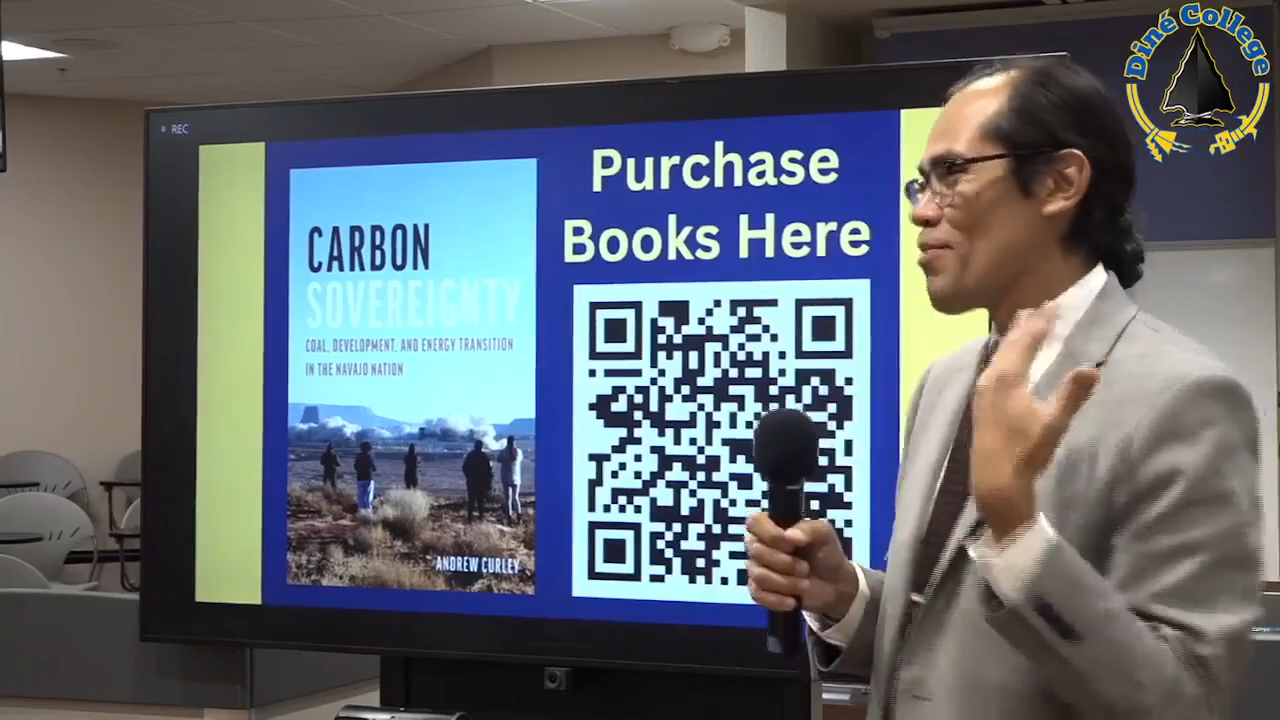 REC
CARBON
SOVEREIGNTY
COAL, DEVELOPMENT, AND ENERGY TRANSITION
IN THE NAVAJO NATION
ANDREW CURLEY
Purchase
Books Here
Diné College